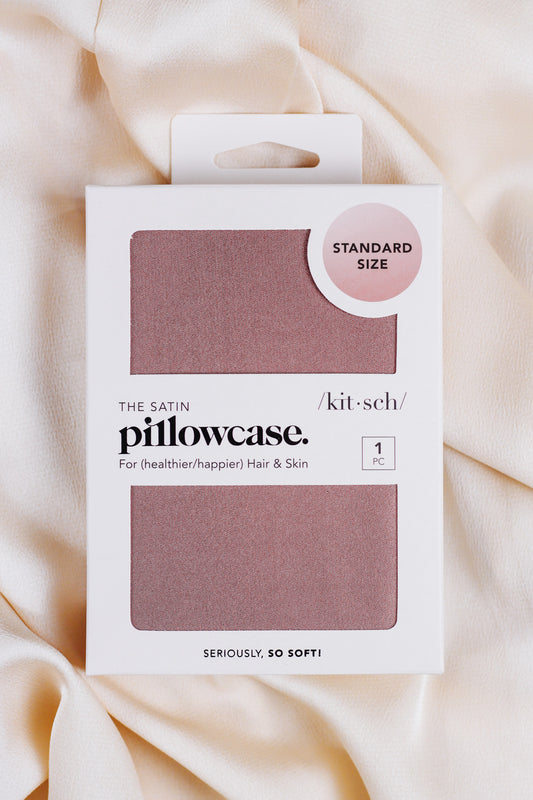 STANDARD
SIZE
THE SATIN
/kit·sch/
pillowcase.
For (healthier/happier) Hair & Skin
1
PC
SERIOUSLY, SO SOFT!